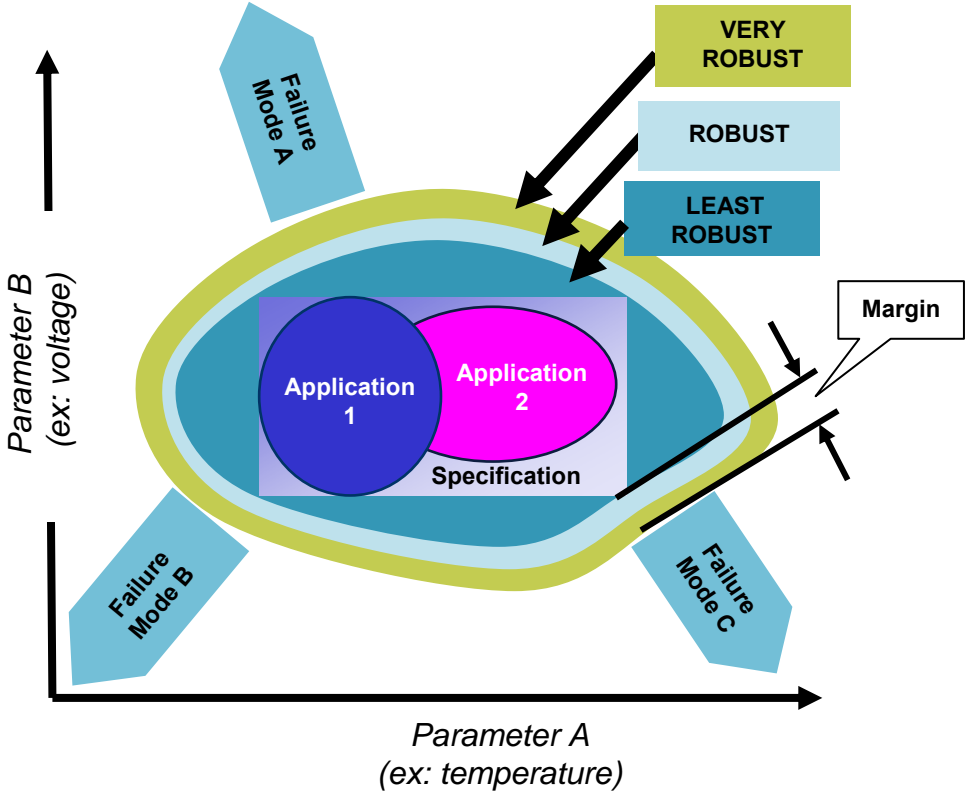 VERY
ROBUST
ROBUST
LEAST
ROBUST
Margin
Failure
Mode A
Parameter B
(ex: voltage)
Application
1
Application
2
Specification
Failure
Mode B
Failure
Mode C
Parameter A
(ex: temperature)